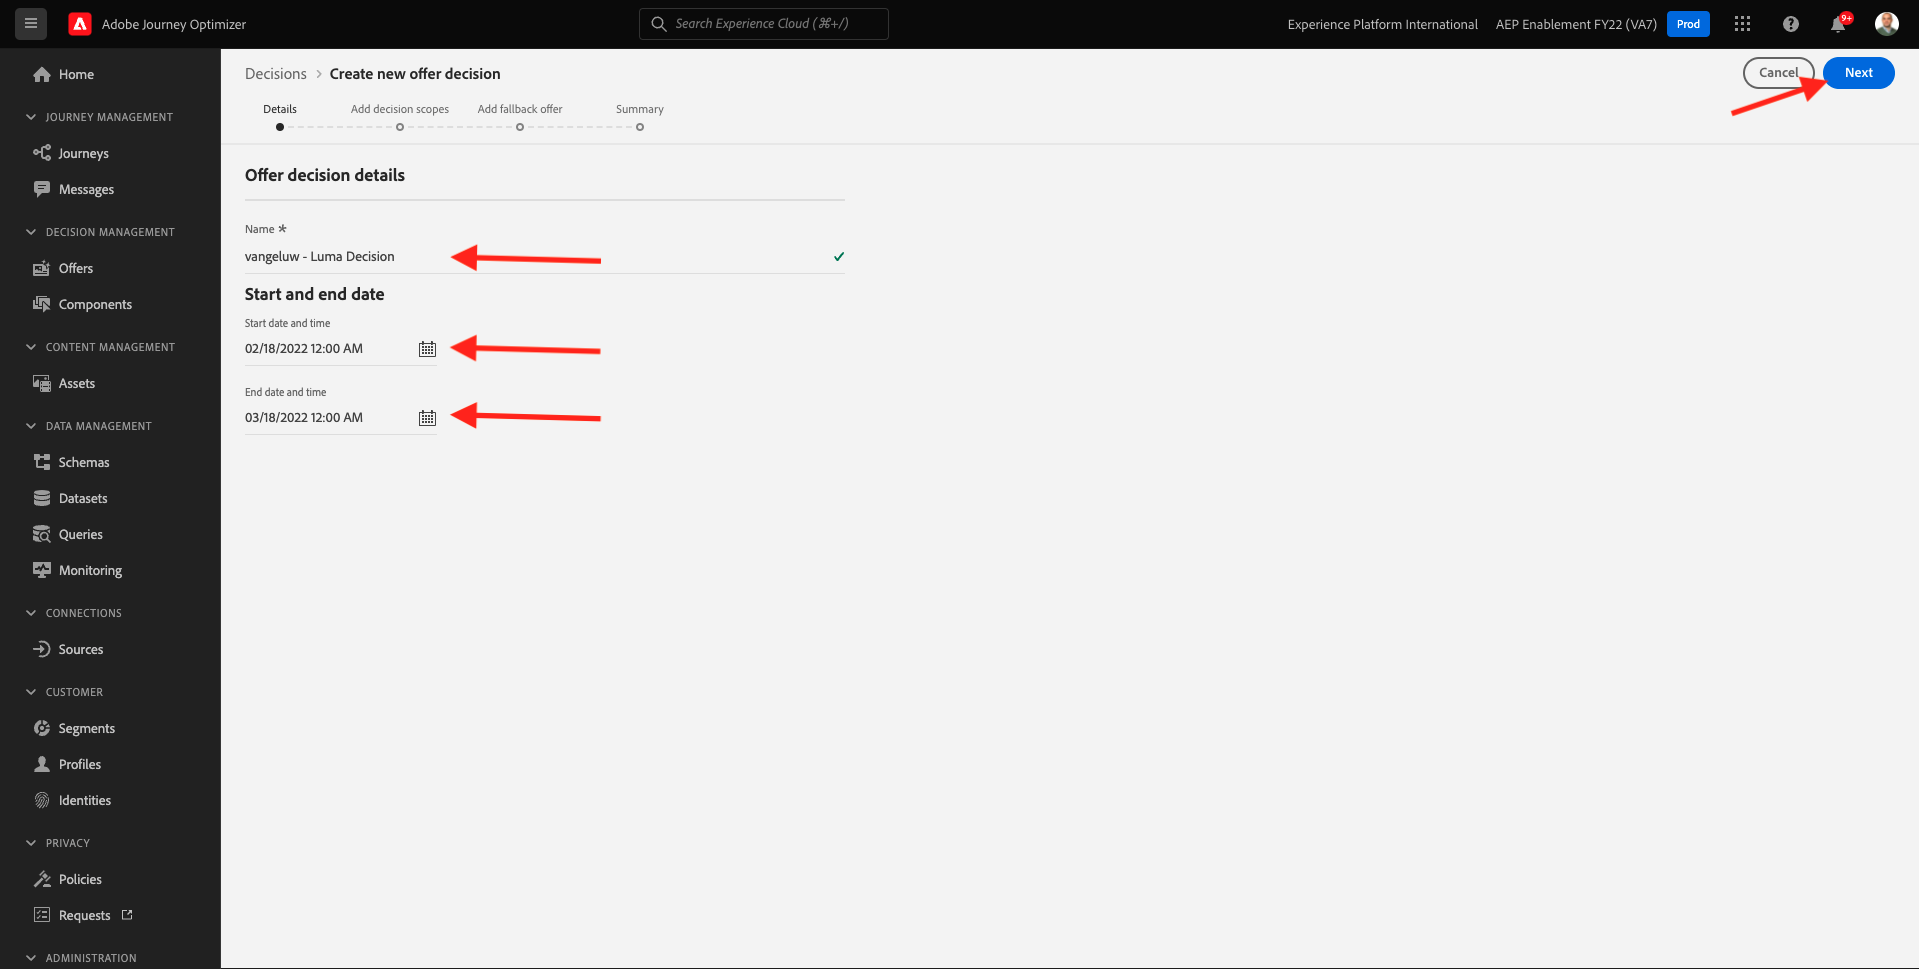 Adobe Journey Optimizer
Search Experience Cloud (⌘+/)
Experience Platform International
AEP Enablement FY22 (VA7)
Prod
9+
Home
JOURNEY MANAGEMENT
Journeys
Messages
DECISION MANAGEMENT
Offers
Components
CONTENT MANAGEMENT
Assets
DATA MANAGEMENT
Schemas
Datasets
Queries
Monitoring
CONNECTIONS
Sources
CUSTOMER
Segments
Profiles
Identities
PRIVACY
Policies
Requests
ADMINISTRATION
Decisions > Create new offer decision
Cancel
Next
Details
Add decision scopes
Add fallback offer
Summary
Offer decision details
Name *
vangeluw - Luma Decision
Start and end date
Start date and time
02/18/2022 12:00 AM
End date and time
03/18/2022 12:00 AM